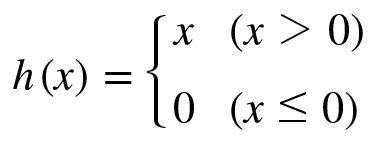 h(x) = { x (x > 0)
0 (x ≤ 0)